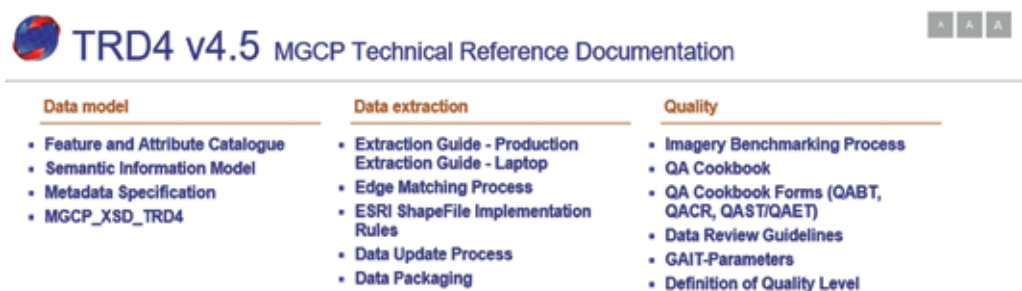 TRD4 v4.5 MGCP Technical Reference Documentation
A A A
Data model
Feature and Attribute Catalogue
Semantic Information Model
Metadata Specification
MGCP_XSD_TRD4
Data extraction
Extraction Guide - Production
Extraction Guide - Laptop
Edge Matching Process
ESRI ShapeFile Implementation
Rules
Data Update Process
Data Packaging
Quality
Imagery Benchmarking Process
QA Cookbook
QA Cookbook Forms (QABT,
QACR, QAST/QAET)
Data Review Guidelines
GAIT-Parameters
Definition of Quality Level